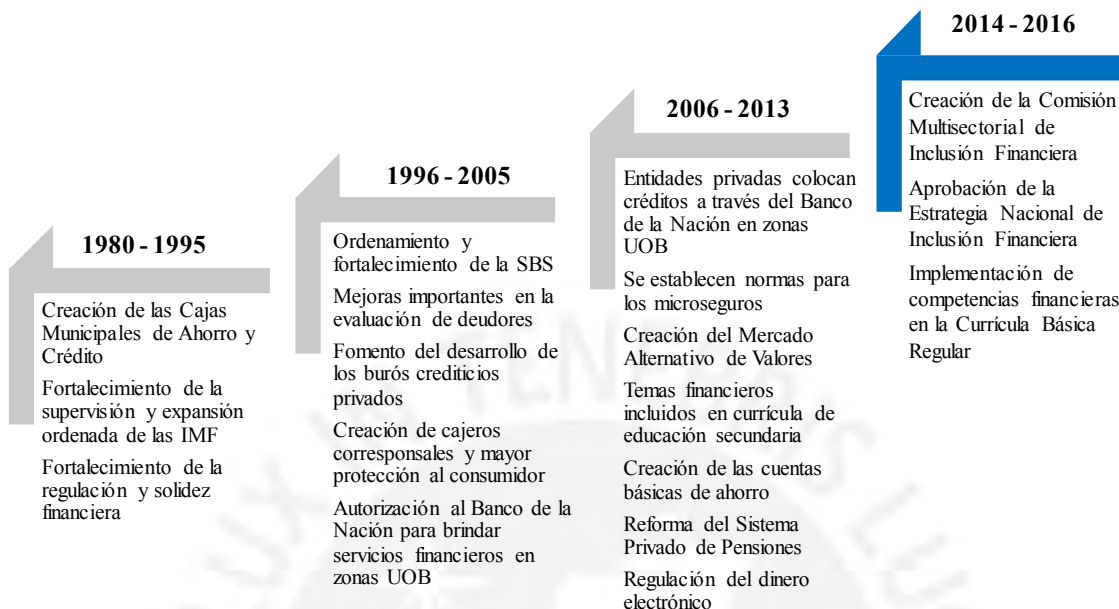 1980 - 1995
Creación de las Cajas
Municipales de Ahorro y
Crédito
Fortalecimiento de la
supervisión y expansión
ordenada de las IMF
Fortalecimiento de la
regulación y solidez
financiera
1996 - 2005
Ordenamiento y
fortalecimiento de la SBS
Mejoras importantes en la
evaluación de deudores
Fomento del desarrollo de
los burós crediticios
privados
Creación de cajeros
corresponsales y mayor
protección al consumidor
Autorización al Banco de la
Nación para brindar
servicios financieros en
zonas UOB
2006 - 2013
Entidades privadas colocan
créditos a través del Banco
de la Nación en zonas
UOB
Se establecen normas para
los microseguros
Creación del Mercado
Alternativo de Valores
Temas financieros
incluidos en currícula de
educación secundaria
Creación de las cuentas
básicas de ahorro
Reforma del Sistema
Privado de Pensiones
Regulación del dinero
electrónico
2014 - 2016
Creación de la Comisión
Multisectorial de
Inclusión Financiera
Aprobación de la
Estrategia Nacional de
Inclusión Financiera
Implementación de
competencias financieras
en la Currícula Básica
Regular